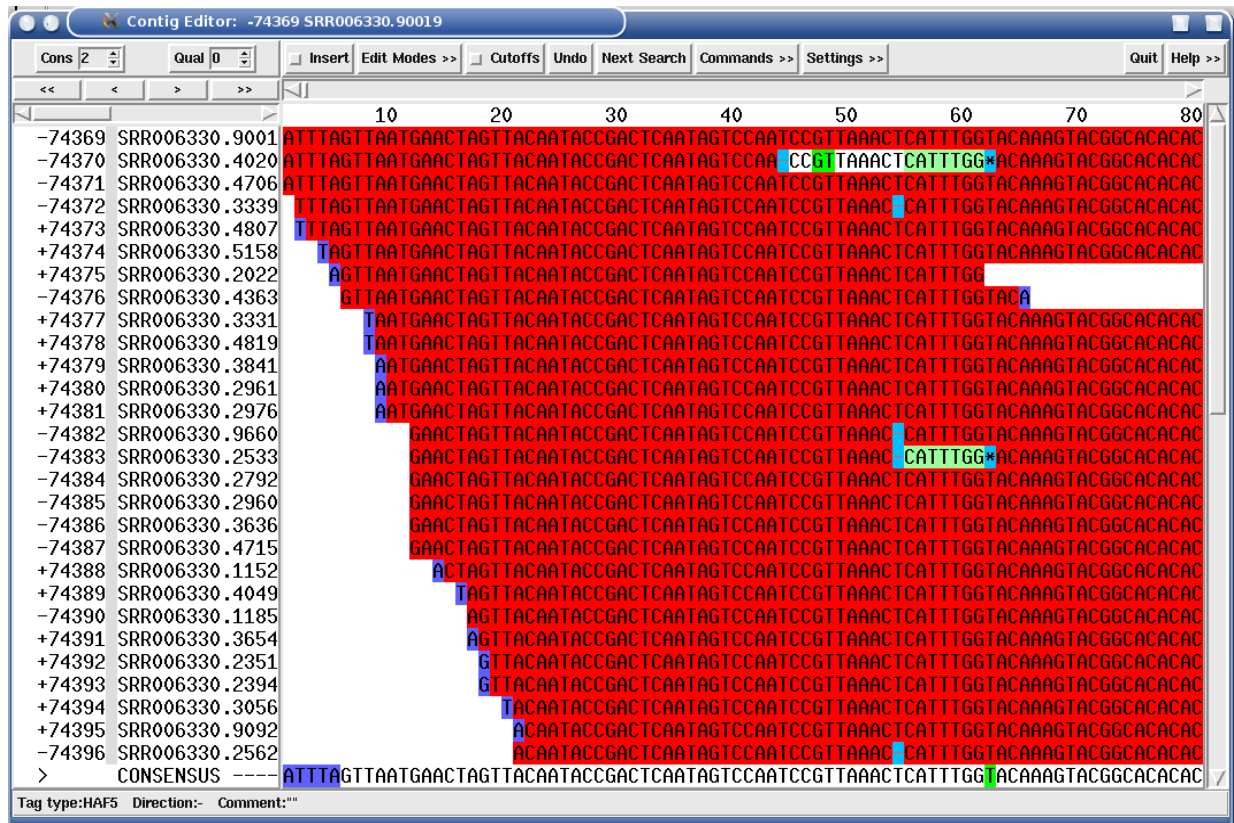 Contig Editor: -74369 SRR006330.90019
Cons 2 Qual 0 Insert Edit Modes >> Cutoffs Undo Next Search Commands >> Settings >> Quit Help >>
<< < > >>
10 20 30 40 50 60 70 80
-74369 SRR006330.9001 ATTTAGTTAATGAACTAGTTACAATACCGACTCAATAGTCCAATCCGTTAAACTCATTTGGTACAAAGTACGGCACACAC
-74370 SRR006330.4020 ATTTAGTTAATGAACTAGTTACAATACCGACTCAATAGTCCAA-CCGTTAAACTCATTTGG*ACAAAGTACGGCACACAC
-74371 SRR006330.4706 ATTTAGTTAATGAACTAGTTACAATACCGACTCAATAGTCCAATCCGTTAAACTCATTTGGTACAAAGTACGGCACACAC
-74372 SRR006330.3339 TTTAGTTAATGAACTAGTTACAATACCGACTCAATAGTCCAATCCGTTAAAC-CATTTGGTACAAAGTACGGCACACAC
+74373 SRR006330.4807 TTTAGTTAATGAACTAGTTACAATACCGACTCAATAGTCCAATCCGTTAAACTCATTTGGTACAAAGTACGGCACACAC
+74374 SRR006330.5158 TAGTTAATGAACTAGTTACAATACCGACTCAATAGTCCAATCCGTTAAACTCATTTGGTACAAAGTACGGCACACAC
+74375 SRR006330.2022 AGTTAATGAACTAGTTACAATACCGACTCAATAGTCCAATCCGTTAAACTCATTTGG
-74376 SRR006330.4363 GTTAATGAACTAGTTACAATACCGACTCAATAGTCCAATCCGTTAAACTCATTTGGTACA
+74377 SRR006330.3331 TAATGAACTAGTTACAATACCGACTCAATAGTCCAATCCGTTAAACTCATTTGGTACAAAGTACGGCACACAC
+74378 SRR006330.4819 TAATGAACTAGTTACAATACCGACTCAATAGTCCAATCCGTTAAACTCATTTGGTACAAAGTACGGCACACAC
+74379 SRR006330.3841 AATGAACTAGTTACAATACCGACTCAATAGTCCAATCCGTTAAACTCATTTGGTACAAAGTACGGCACACAC
+74380 SRR006330.2961 AATGAACTAGTTACAATACCGACTCAATAGTCCAATCCGTTAAACTCATTTGGTACAAAGTACGGCACACAC
+74381 SRR006330.2976 AATGAACTAGTTACAATACCGACTCAATAGTCCAATCCGTTAAACTCATTTGGTACAAAGTACGGCACACAC
-74382 SRR006330.9660 GAACTAGTTACAATACCGACTCAATAGTCCAATCCGTTAAAC-CATTTGGTACAAAGTACGGCACACAC
-74383 SRR006330.2533 GAACTAGTTACAATACCGACTCAATAGTCCAATCCGTTAAAC-CATTTGG*ACAAAGTACGGCACACAC
-74384 SRR006330.2792 GAACTAGTTACAATACCGACTCAATAGTCCAATCCGTTAAACTCATTTGGTACAAAGTACGGCACACAC
-74385 SRR006330.2960 GAACTAGTTACAATACCGACTCAATAGTCCAATCCGTTAAACTCATTTGGTACAAAGTACGGCACACAC
-74386 SRR006330.3636 GAACTAGTTACAATACCGACTCAATAGTCCAATCCGTTAAACTCATTTGGTACAAAGTACGGCACACAC
-74387 SRR006330.4715 GAACTAGTTACAATACCGACTCAATAGTCCAATCCGTTAAACTCATTTGGTACAAAGTACGGCACACAC
+74388 SRR006330.1152 ACTAGTTACAATACCGACTCAATAGTCCAATCCGTTAAACTCATTTGGTACAAAGTACGGCACACAC
+74389 SRR006330.4049 TAGTTACAATACCGACTCAATAGTCCAATCCGTTAAACTCATTTGGTACAAAGTACGGCACACAC
-74390 SRR006330.1185 AGTTACAATACCGACTCAATAGTCCAATCCGTTAAACTCATTTGGTACAAAGTACGGCACACAC
+74391 SRR006330.3654 AGTTACAATACCGACTCAATAGTCCAATCCGTTAAACTCATTTGGTACAAAGTACGGCACACAC
+74392 SRR006330.2351 GTTACAATACCGACTCAATAGTCCAATCCGTTAAACTCATTTGGTACAAAGTACGGCACACAC
+74393 SRR006330.2394 GTTACAATACCGACTCAATAGTCCAATCCGTTAAACTCATTTGGTACAAAGTACGGCACACAC
+74394 SRR006330.3056 TACAATACCGACTCAATAGTCCAATCCGTTAAACTCATTTGGTACAAAGTACGGCACACAC
+74395 SRR006330.9092 ACAATACCGACTCAATAGTCCAATCCGTTAAACTCATTTGGTACAAAGTACGGCACACAC
-74396 SRR006330.2562 ACAATACCGACTCAATAGTCCAATCCGTTAAAC-CATTTGGTACAAAGTACGGCACACAC
> CONSENSUS ---- ATTTAGTTAATGAACTAGTTACAATACCGACTCAATAGTCCAATCCGTTAAACTCATTTGGTACAAAGTACGGCACACAC
Tag type:HAF5 Direction:- Comment:""